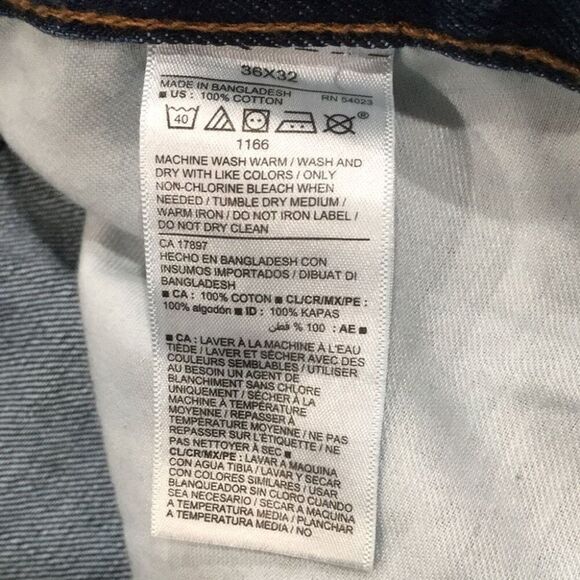 36X32
MADE IN BANGLADESH
■ US : 100% COTTON RN 54023
40 ®
1166
MACHINE WASH WARM / WASH AND
DRY WITH LIKE COLORS / ONLY
NON-CHLORINE BLEACH WHEN
NEEDED / TUMBLE DRY MEDIUM /
WARM IRON / DO NOT IRON LABEL /
DO NOT DRY CLEAN
CA 17897
HECHO EN BANGLADESH CON
INSUMOS IMPORTADOS / DIBUAT DI
BANGLADESH
■ CA : 100% COTON ■ CL/CR/MX/PE :
100% algodón ■ ID : 100% KAPAS
■ AE : 100 % قطن
■ CA : LAVER À LA MACHINE À L'EAU
TIÈDE / LAVER ET SÉCHER AVEC DES
COULEURS SEMBLABLES / UTILISER
AU BESOIN UN AGENT DE
BLANCHIMENT SANS CHLORE
UNIQUEMENT / SÉCHER À LA
MACHINE À TEMPÉRATURE
MOYENNE / REPASSER À
TEMPÉRATURE MOYENNE / NE PAS
REPASSER SUR L'ÉTIQUETTE / NE
PAS NETTOYER À SEC ■
CL/CR/MX/PE : LAVAR A MAQUINA
CON AGUA TIBIA / LAVAR Y SECAR
CON COLORES SIMILARES / USAR
BLANQUEADOR SIN CLORO CUANDO
SEA NECESARIO / SECAR A MAQUINA
A TEMPERATURA MEDIA / PLANCHAR
A TEMPERATURA MEDIA / NO